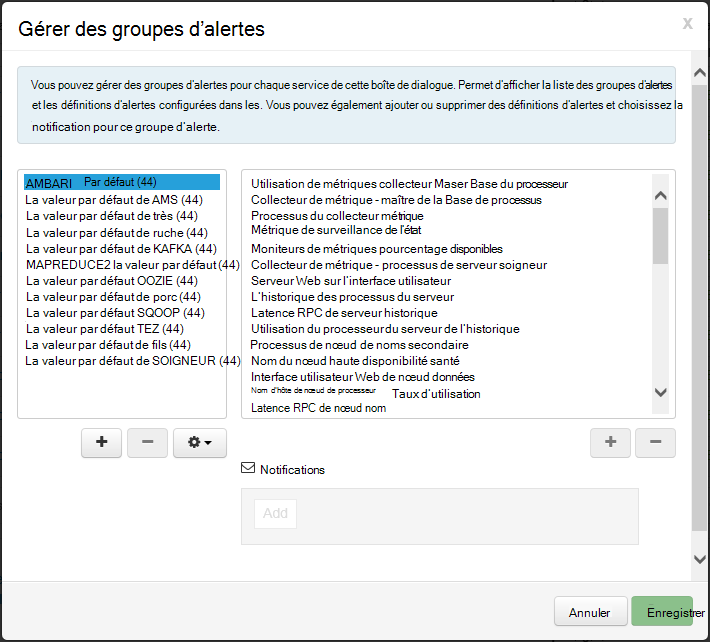 Gérer des groupes d'alertes
x
Vous pouvez gérer des groupes d'alertes pour chaque service de cette boîte de dialogue. Permet d'afficher la liste des groupes d'alertes
et les définitions d'alertes configurées dans les. Vous pouvez également ajouter ou supprimer des définitions d'alertes et choisissez la
notification pour ce groupe d'alerte.
AMBARI Par défaut (44)
La valeur par défaut de AMS (44)
La valeur par défaut de très (44)
La valeur par défaut de ruche (44)
La valeur par défaut de KAFKA (44)
MAPREDUCE2 la valeur par défaut (44)
La valeur par défaut OOZIE (44)
La valeur par défaut de porc (44)
La valeur par défaut SQOOP (44)
La valeur par défaut TEZ (44)
La valeur par défaut de fils (44)
La valeur par défaut de SOIGNEUR (44)
Utilisation de métriques collecteur Maser Base du processeur
Collecteur de métrique - maître de la Base de processus
Processus du collecteur métrique
Métrique de surveillance de l'état
Moniteurs de métriques pourcentage disponibles
Collecteur de métrique - processus de serveur soigneur
Serveur Web sur l'interface utilisateur
L'historique des processus du serveur
Latence RPC de serveur historique
Utilisation du processeur du serveur de l'historique
Processus de nœud de noms secondaire
Nom du nœud haute disponibilité santé
Interface utilisateur Web de nœud données
Nom d'hôte de nœud de processeur Taux d'utilisation
Latence RPC de nœud nom
Notifications
Add
Annuler
Enregistrer